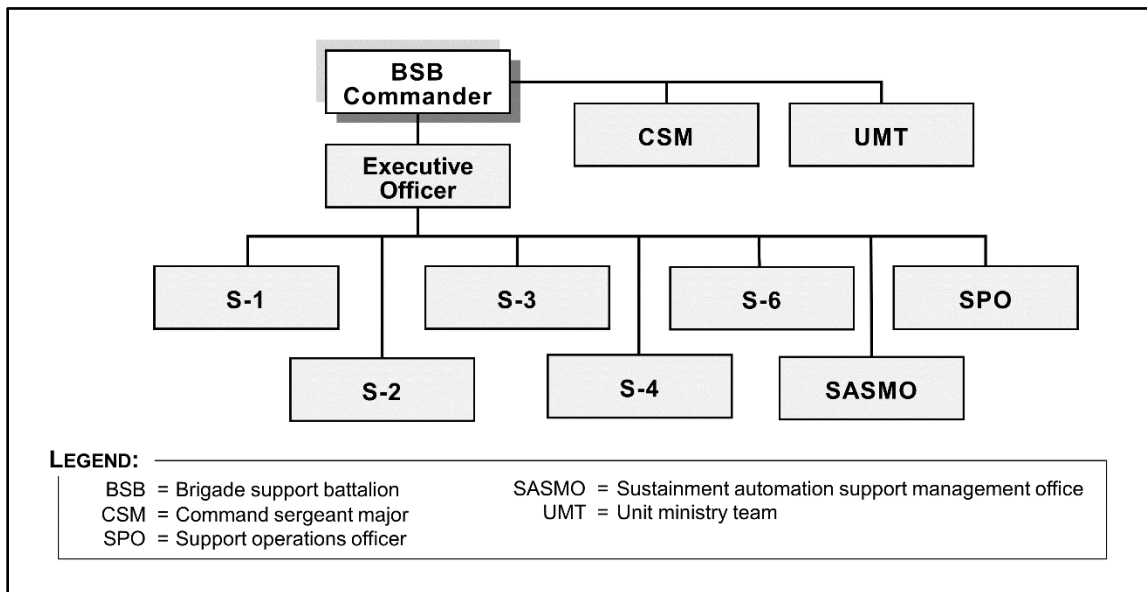 BSB
Commander
CSM
UMT
Executive
Officer
S-1
S-3
S-6
SPO
S-2
S-4
SASMO
LEGEND:
BSB = Brigade support battalion
CSM = Command sergeant major
SPO = Support operations officer
SASMO = Sustainment automation support management office
UMT = Unit ministry team